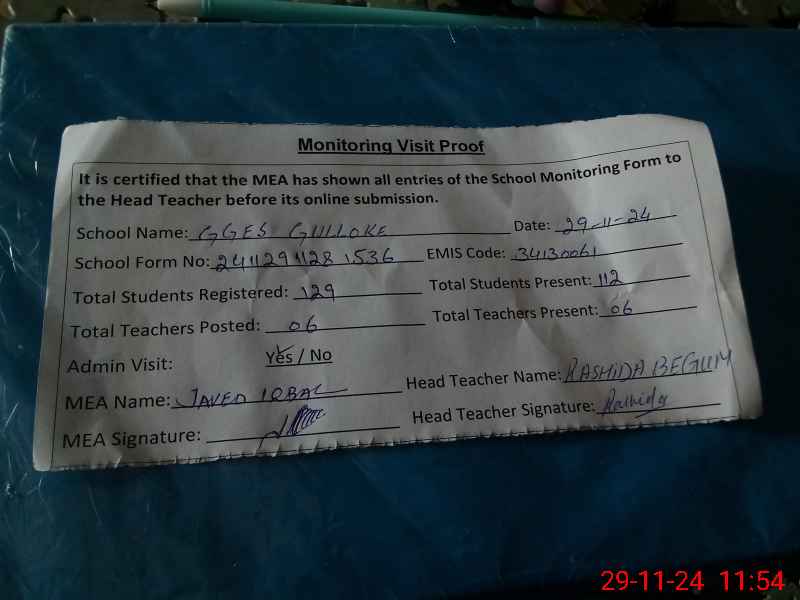 Monitoring Visit Proof
It is certified that the MEA has shown all entries of the School Monitoring Form to
the Head Teacher before its online submission.
School Name: GGES GULLOKE Date: 29-11-24
School Form No: 2411291128 1536 EMIS Code: 34130061
Total Students Registered: 129 Total Students Present: 112
Total Teachers Posted: 06 Total Teachers Present: 06
Admin Visit: Yes / No
MEA Name: JAVED IQBAL Head Teacher Name: RASHIDA BEGUM
MEA Signature: Head Teacher Signature: Rashida
29-11-24 11:54